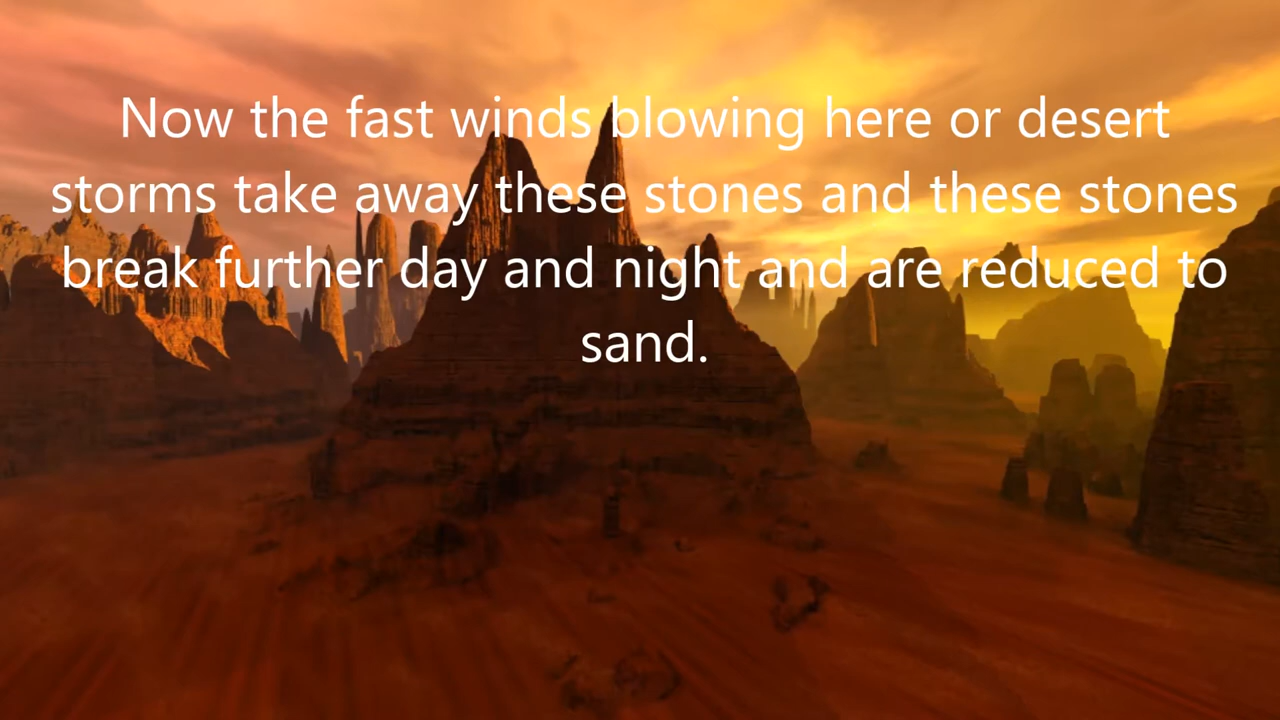 Now the fast winds blowing here or desert
storms take away these stones and these stones
break further day and night and are reduced to
sand.